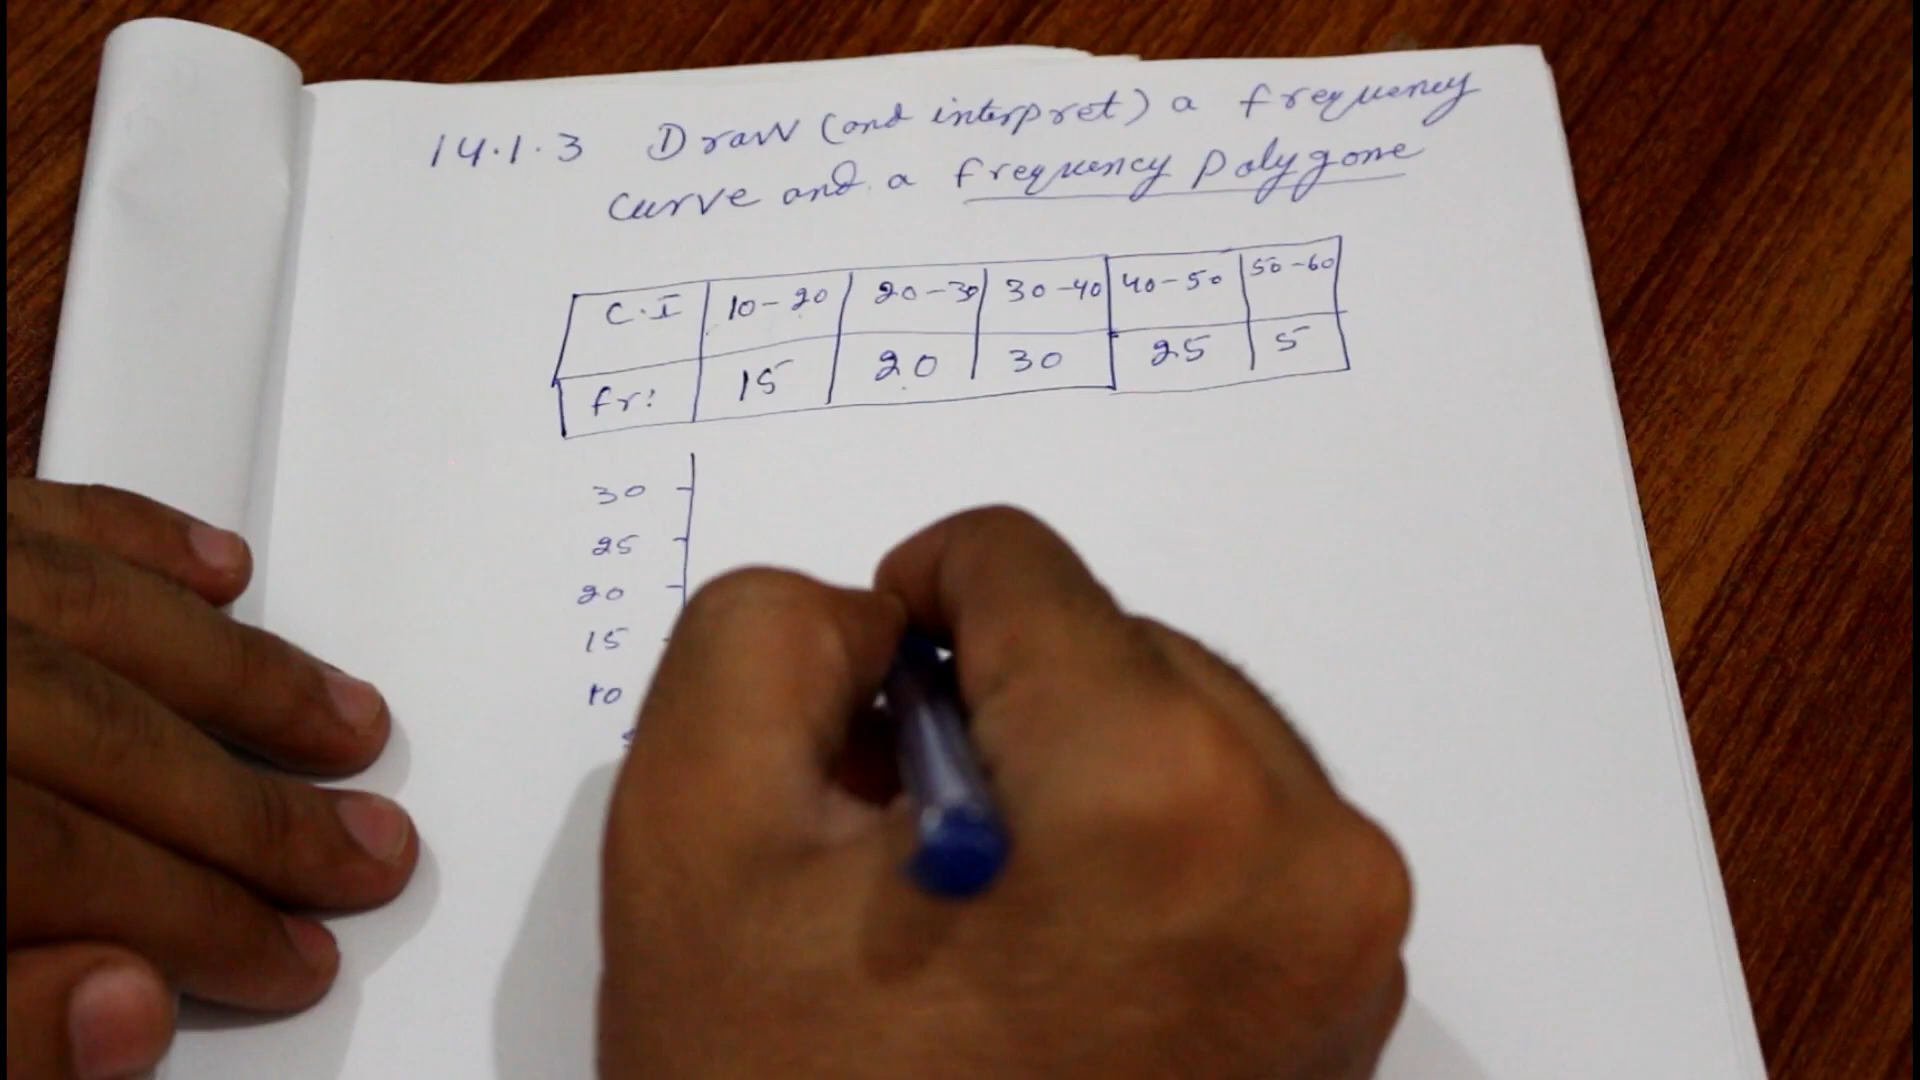 14.1.3 Draw (and interpret) a frequency
curve and a frequency polygone
C.I 10-20 20-30 30-40 40-50 50-60
fr: 15 20 30 25 5
30
25
20
15
10